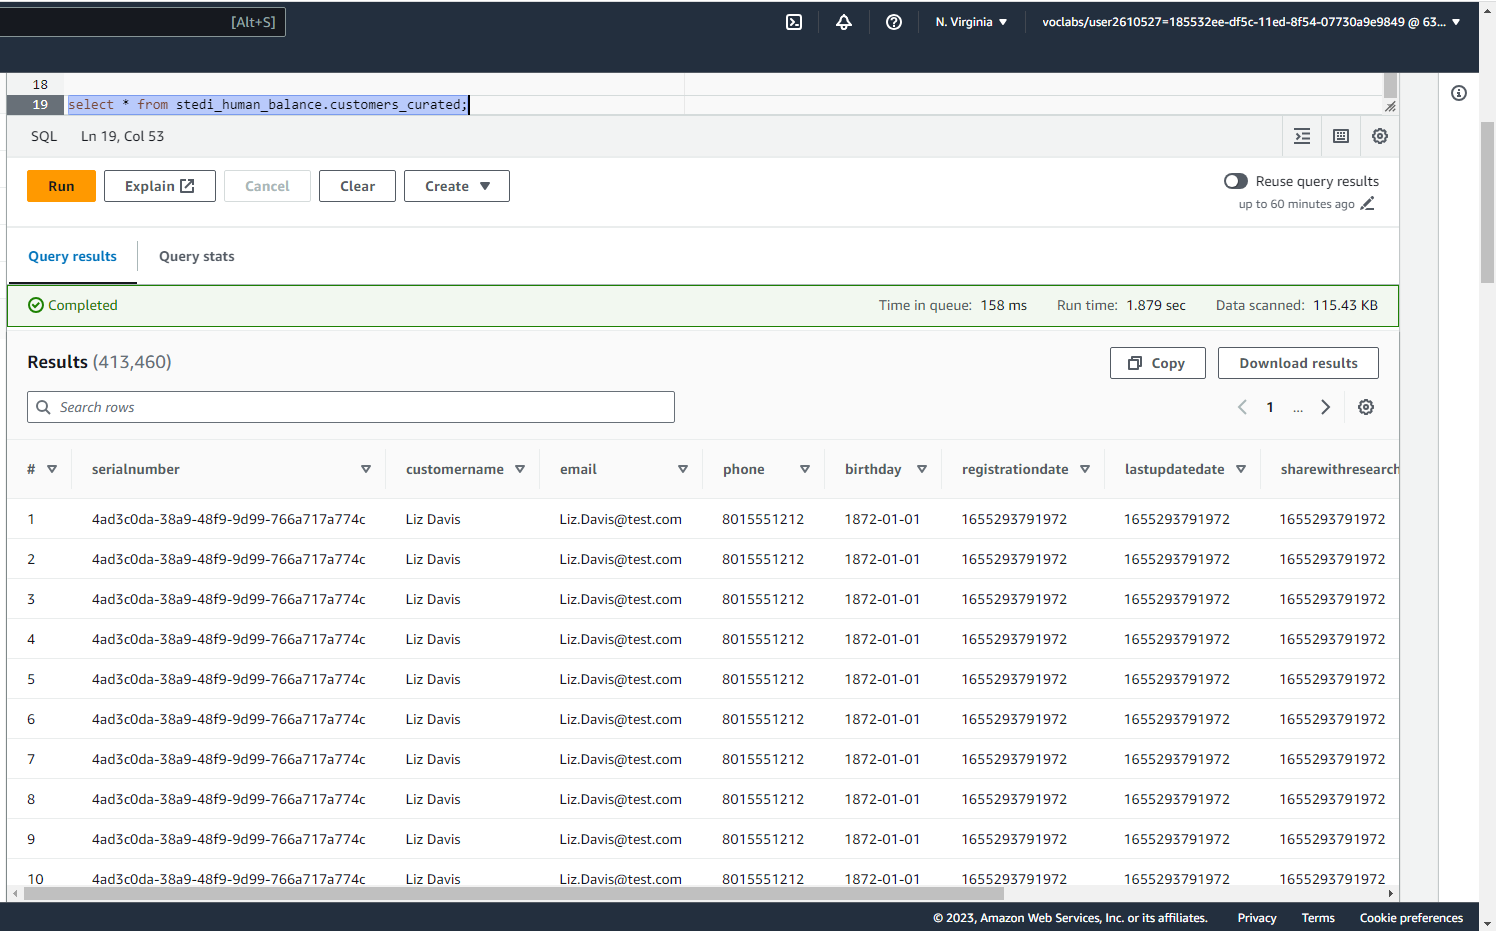 [Alt+S] N. Virginia ▼ voclabs/user2610527=185532ee-df5c-11ed-8f54-07730a9e9849 @ 63... ▼
18
19 select * from stedi_human_balance.customers_curated;
SQL Ln 19, Col 53
Run Explain Cancel Clear Create ▼ Reuse query results
up to 60 minutes ago
Query results Query stats
Completed Time in queue: 158 ms Run time: 1.879 sec Data scanned: 115.43 KB
Results (413,460) Copy Download results
Search rows 1 ...
# serialnumber customername email phone birthday registrationdate lastupdatedate sharewithresearch
1 4ad3c0da-38a9-48f9-9d99-766a717a774c Liz Davis Liz.Davis@test.com 8015551212 1872-01-01 1655293791972 1655293791972 1655293791972
2 4ad3c0da-38a9-48f9-9d99-766a717a774c Liz Davis Liz.Davis@test.com 8015551212 1872-01-01 1655293791972 1655293791972 1655293791972
3 4ad3c0da-38a9-48f9-9d99-766a717a774c Liz Davis Liz.Davis@test.com 8015551212 1872-01-01 1655293791972 1655293791972 1655293791972
4 4ad3c0da-38a9-48f9-9d99-766a717a774c Liz Davis Liz.Davis@test.com 8015551212 1872-01-01 1655293791972 1655293791972 1655293791972
5 4ad3c0da-38a9-48f9-9d99-766a717a774c Liz Davis Liz.Davis@test.com 8015551212 1872-01-01 1655293791972 1655293791972 1655293791972
6 4ad3c0da-38a9-48f9-9d99-766a717a774c Liz Davis Liz.Davis@test.com 8015551212 1872-01-01 1655293791972 1655293791972 1655293791972
7 4ad3c0da-38a9-48f9-9d99-766a717a774c Liz Davis Liz.Davis@test.com 8015551212 1872-01-01 1655293791972 1655293791972 1655293791972
8 4ad3c0da-38a9-48f9-9d99-766a717a774c Liz Davis Liz.Davis@test.com 8015551212 1872-01-01 1655293791972 1655293791972 1655293791972
9 4ad3c0da-38a9-48f9-9d99-766a717a774c Liz Davis Liz.Davis@test.com 8015551212 1872-01-01 1655293791972 1655293791972 1655293791972
10 4ad3c0da-38a9-48f9-9d99-766a717a774c Liz Davis Liz.Davis@test.com 8015551212 1872-01-01 1655293791972 1655293791972 1655293791972
© 2023, Amazon Web Services, Inc. or its affiliates. Privacy Terms Cookie preferences